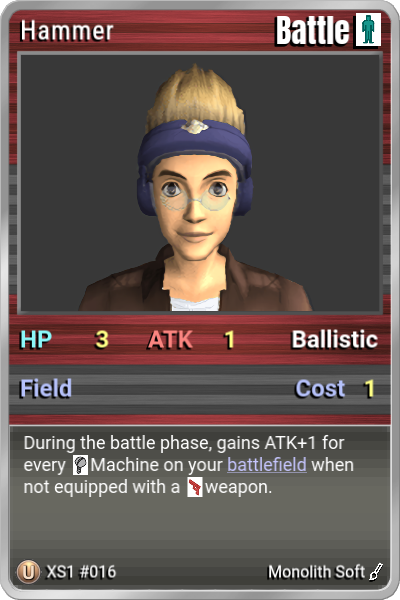 Hammer Battle
HP 3 ATK 1 Ballistic
Field Cost 1
During the battle phase, gains ATK+1 for
every Machine on your battlefield when
not equipped with a weapon.
U XS1 #016 Monolith Soft